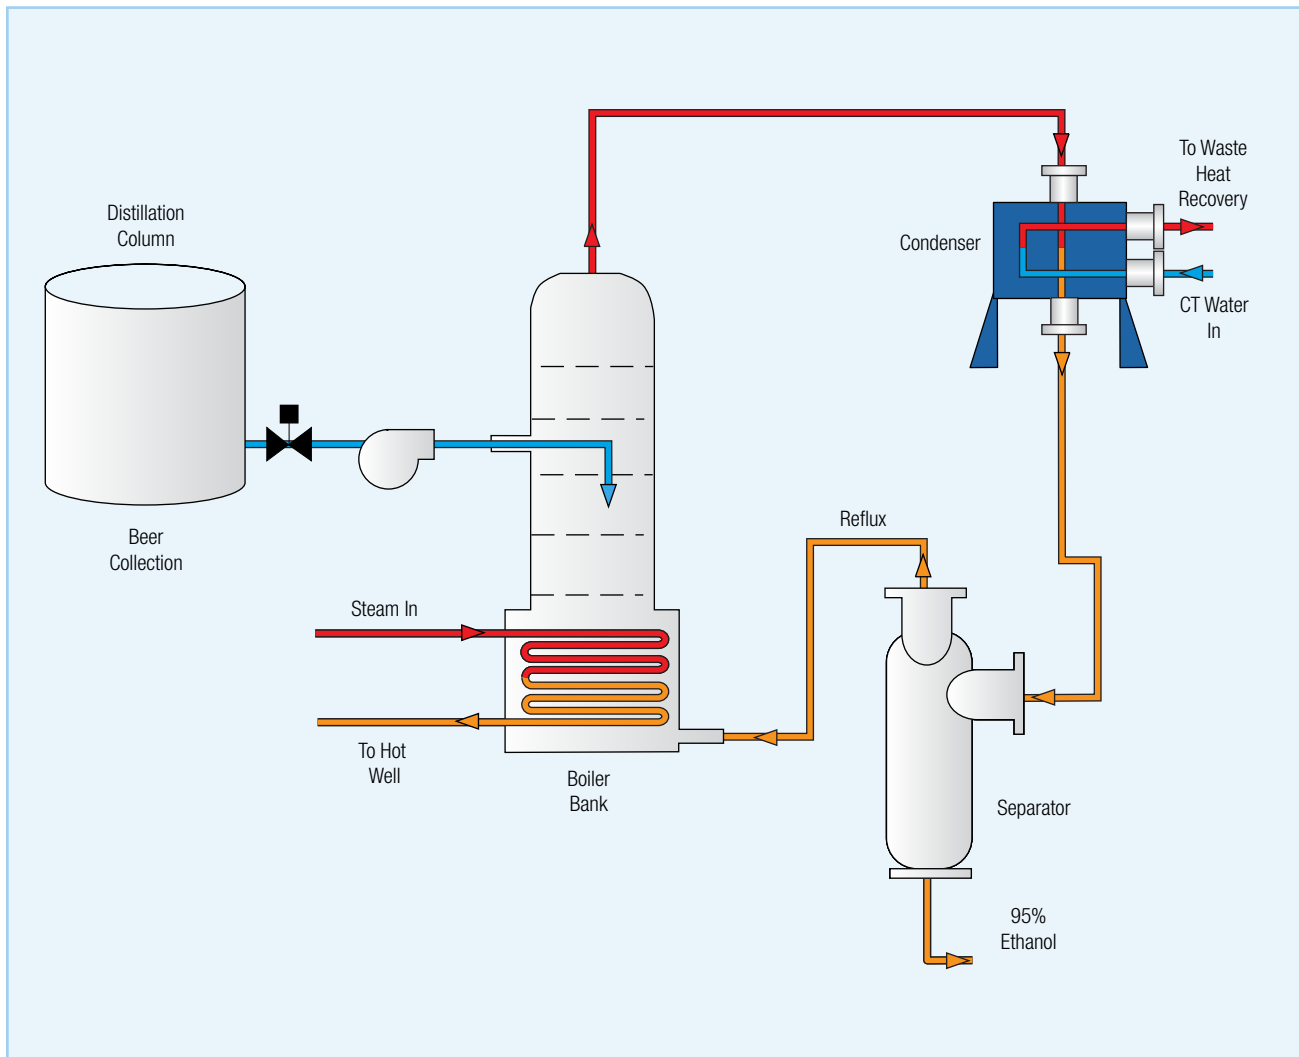 Distillation
Column
Beer
Collection
Steam In
To Hot
Well
Boiler
Bank
Reflux
Condenser
To Waste
Heat
Recovery
CT Water
In
Separator
95%
Ethanol